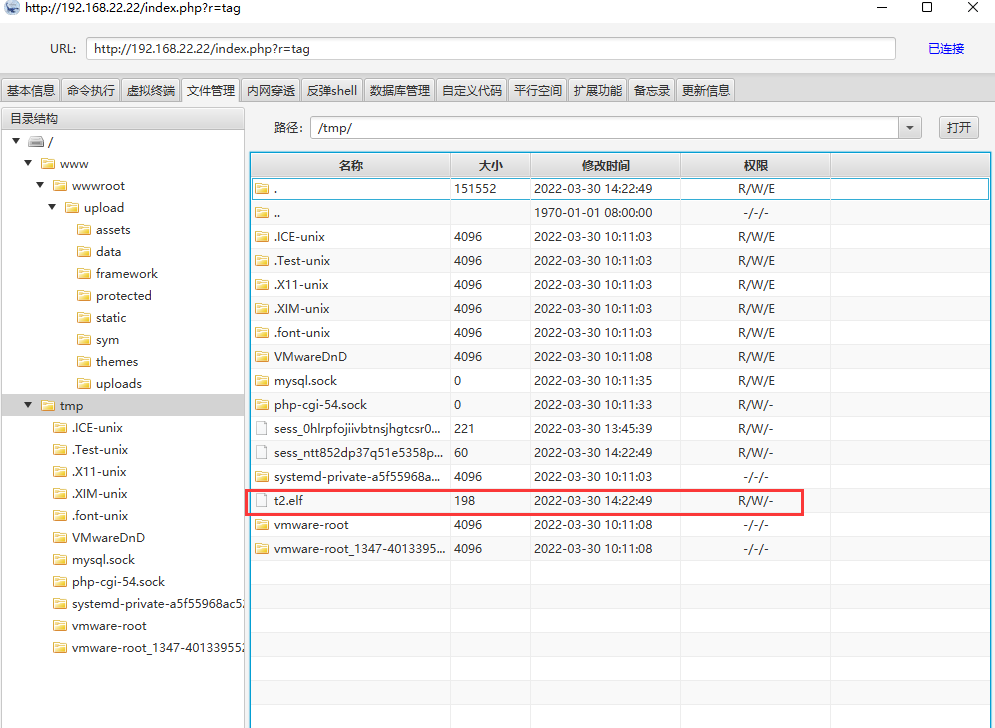 http://192.168.22.22/index.php?r=tag
URL: http://192.168.22.22/index.php?r=tag 已连接
基本信息 命令执行 虚拟终端 文件管理 内网穿透 反弹shell 数据库管理 自定义代码 平行空间 扩展功能 备忘录 更新信息
目录结构
/
www
wwwroot
upload
assets
data
framework
protected
static
sym
themes
uploads
tmp
.ICE-unix
.Test-unix
.X11-unix
.XIM-unix
.font-unix
VMwareDnD
mysql.sock
php-cgi-54.sock
systemd-private-a5f55968ac5
vmware-root
vmware-root_1347-401339552
路径: /tmp/ 打开
名称 大小 修改时间 权限
. 151552 2022-03-30 14:22:49 R/W/E
.. 1970-01-01 08:00:00 -/-/-
.ICE-unix 4096 2022-03-30 10:11:03 R/W/E
.Test-unix 4096 2022-03-30 10:11:03 R/W/E
.X11-unix 4096 2022-03-30 10:11:03 R/W/E
.XIM-unix 4096 2022-03-30 10:11:03 R/W/E
.font-unix 4096 2022-03-30 10:11:03 R/W/E
VMwareDnD 4096 2022-03-30 10:11:08 R/W/E
mysql.sock 0 2022-03-30 10:11:35 R/W/E
php-cgi-54.sock 0 2022-03-30 10:11:33 R/W/-
sess_0hlrpfojiivbtnsjhgtcsr0... 221 2022-03-30 13:45:39 R/W/-
sess_ntt852dp37q51e5358p... 60 2022-03-30 14:22:49 R/W/-
systemd-private-a5f55968a... 4096 2022-03-30 10:11:03 -/-/-
t2.elf 198 2022-03-30 14:22:49 R/W/-
vmware-root 4096 2022-03-30 10:11:08 -/-/-
vmware-root_1347-4013395... 4096 2022-03-30 10:11:08 -/-/-